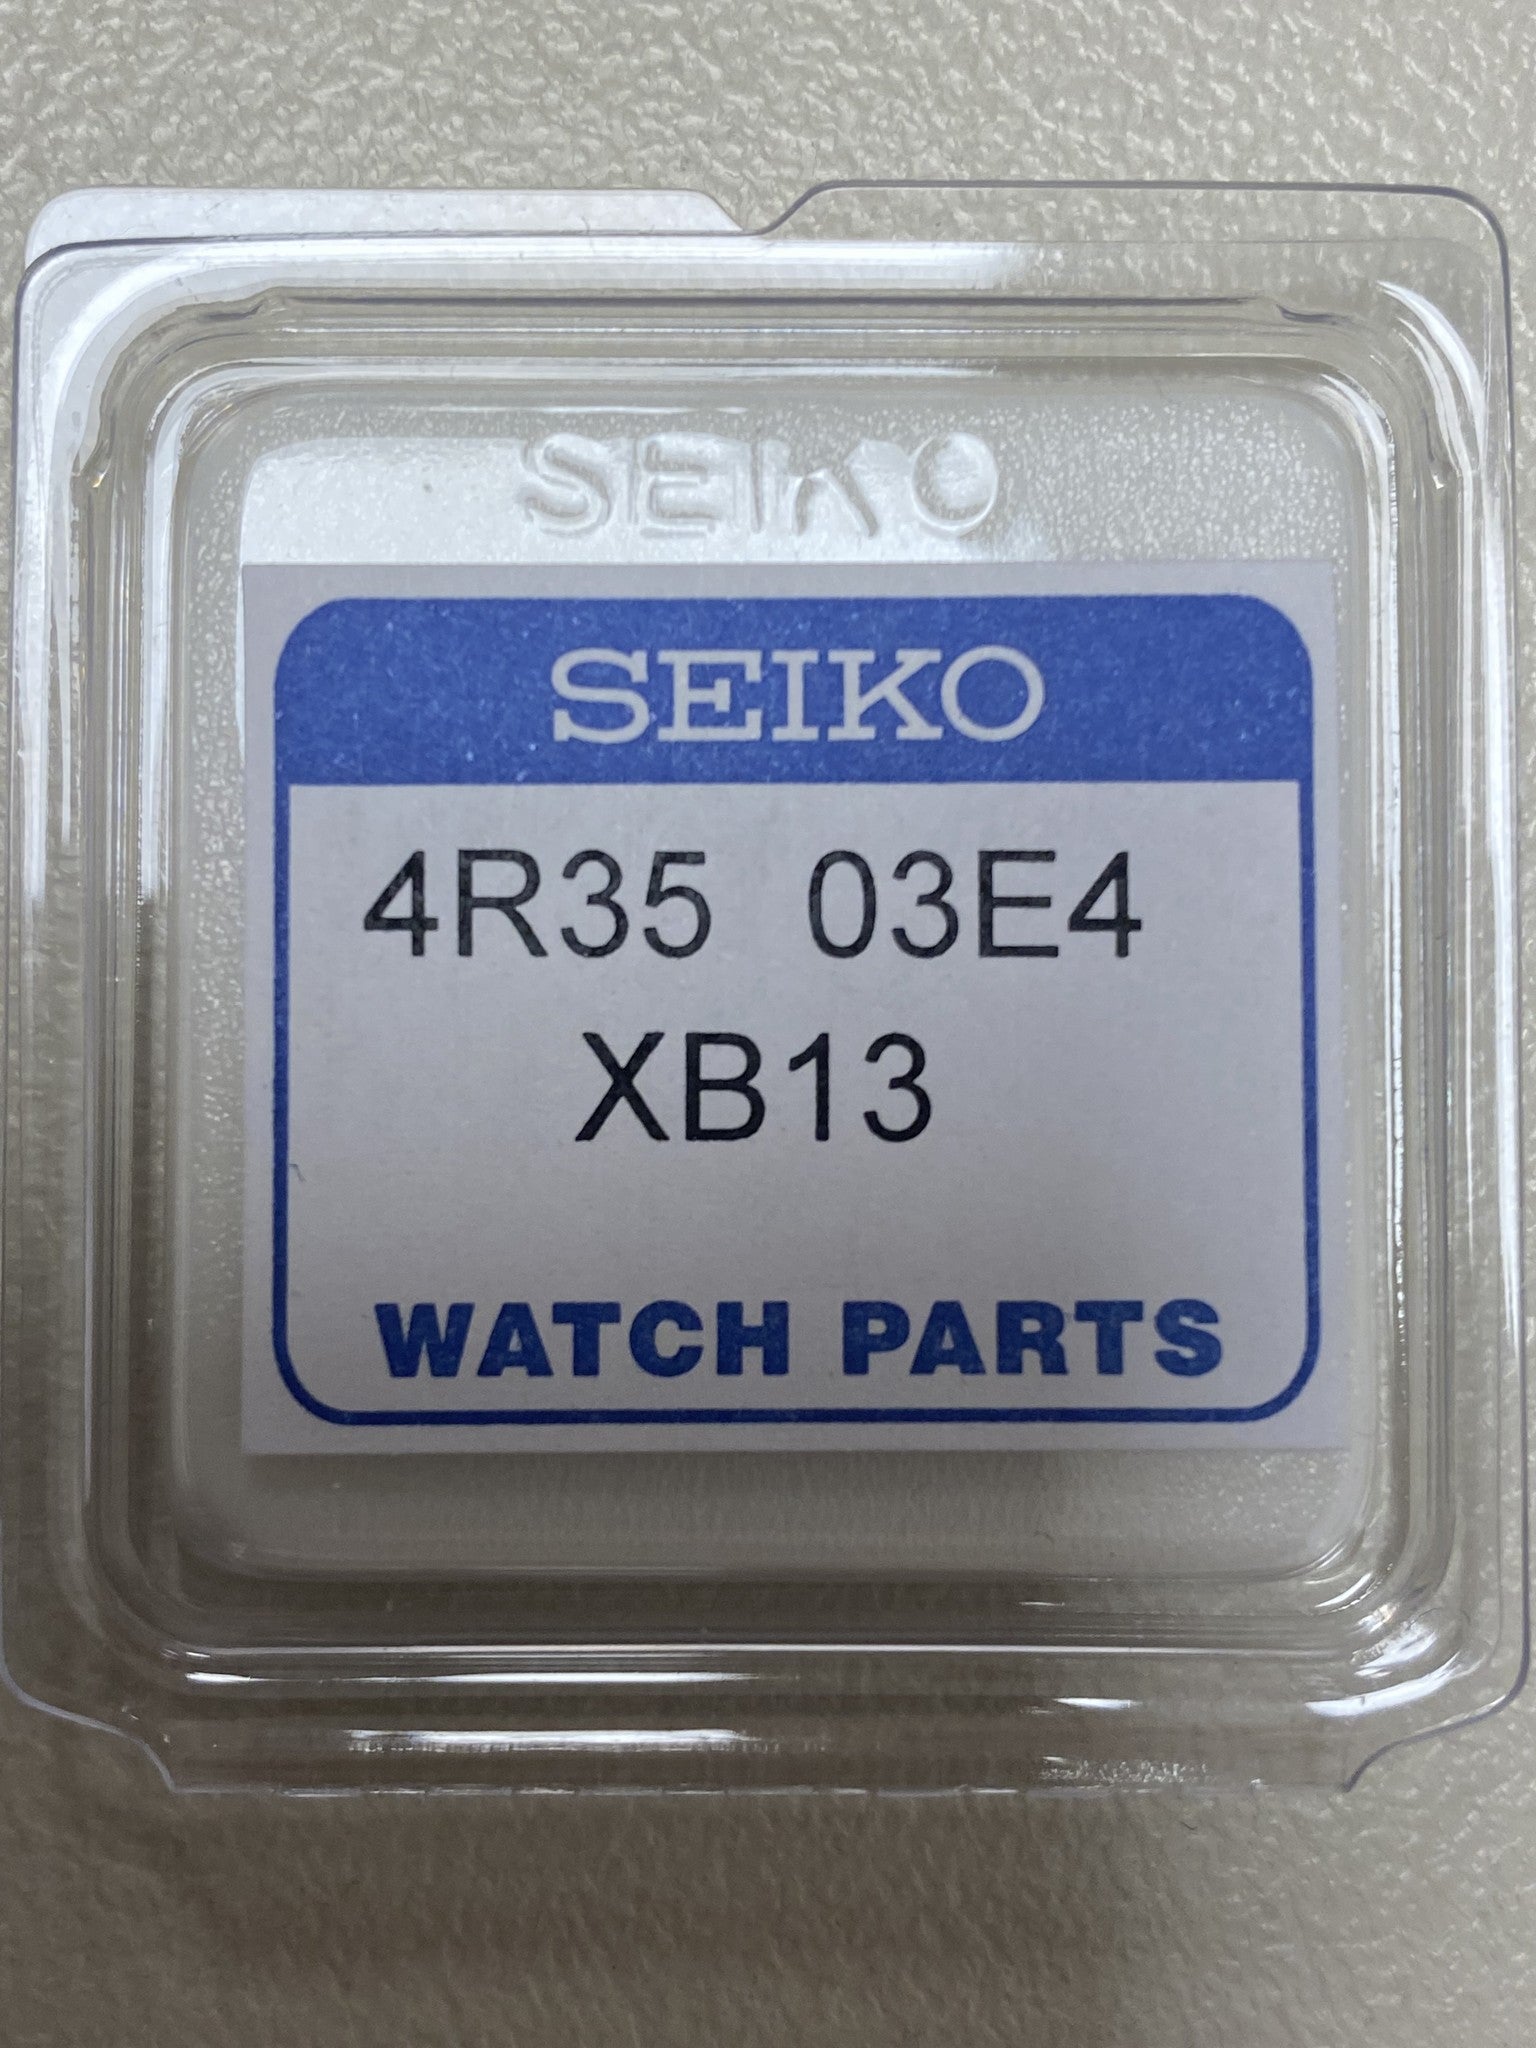 SEIKO
SEIKO
4R35 03E4
XB13
WATCH PARTS